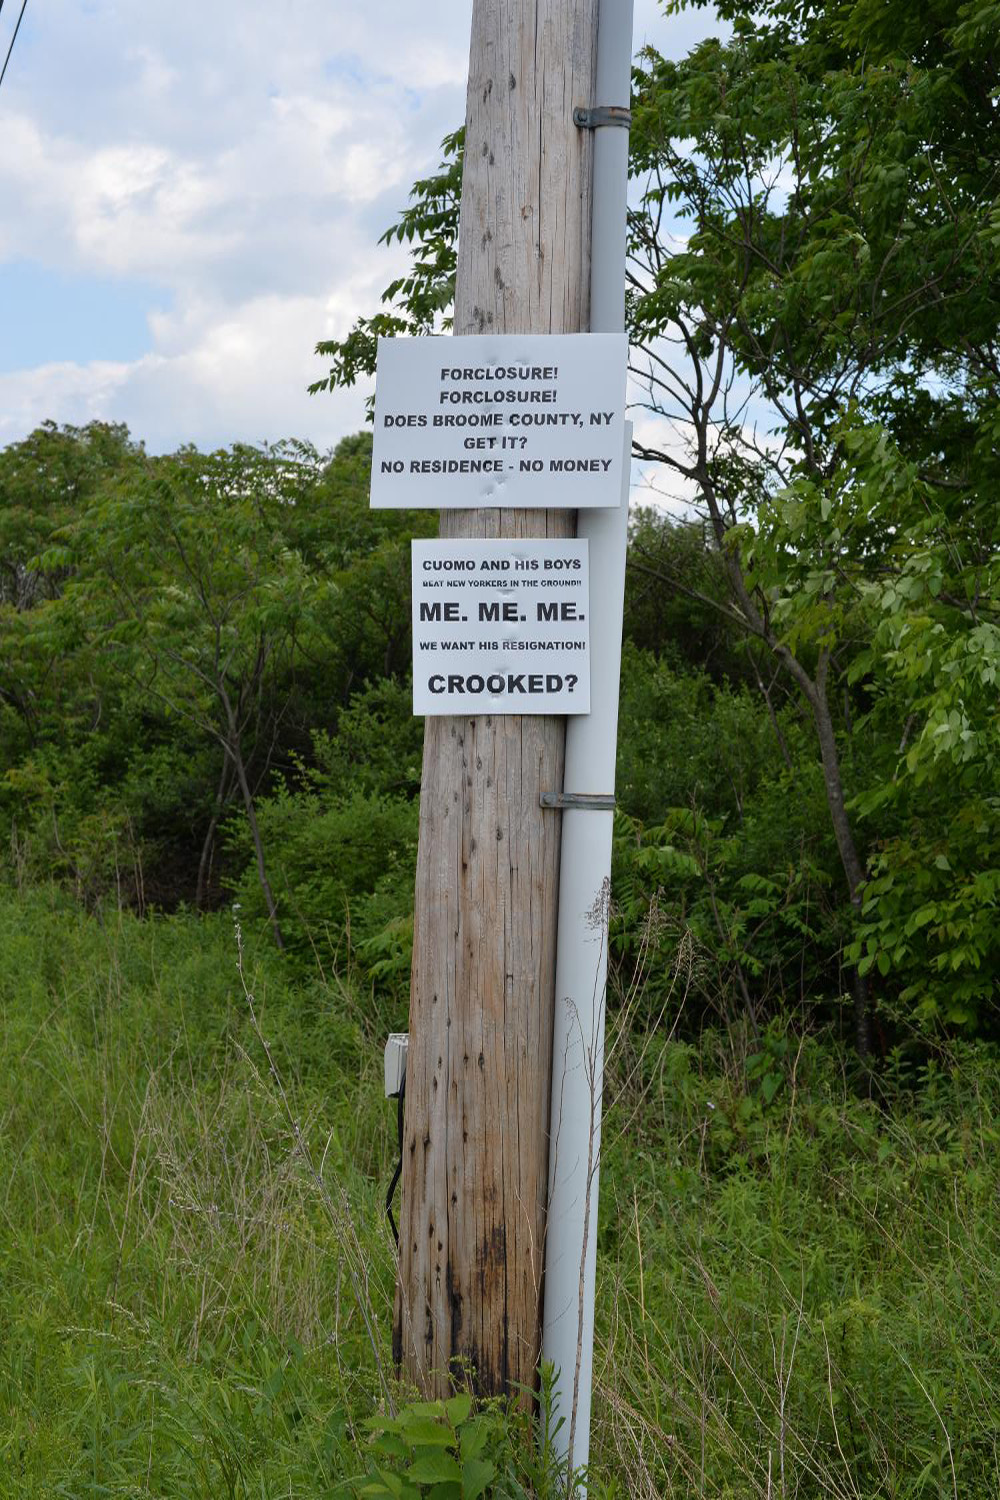 FORCLOSURE!
FORCLOSURE!
DOES BROOME COUNTY, NY
GET IT?
NO RESIDENCE - NO MONEY
CUOMO AND HIS BOYS
BEAT NEW YORKERS IN THE GROUND!!
ME. ME. ME.
WE WANT HIS RESIGNATION!
CROOKED?